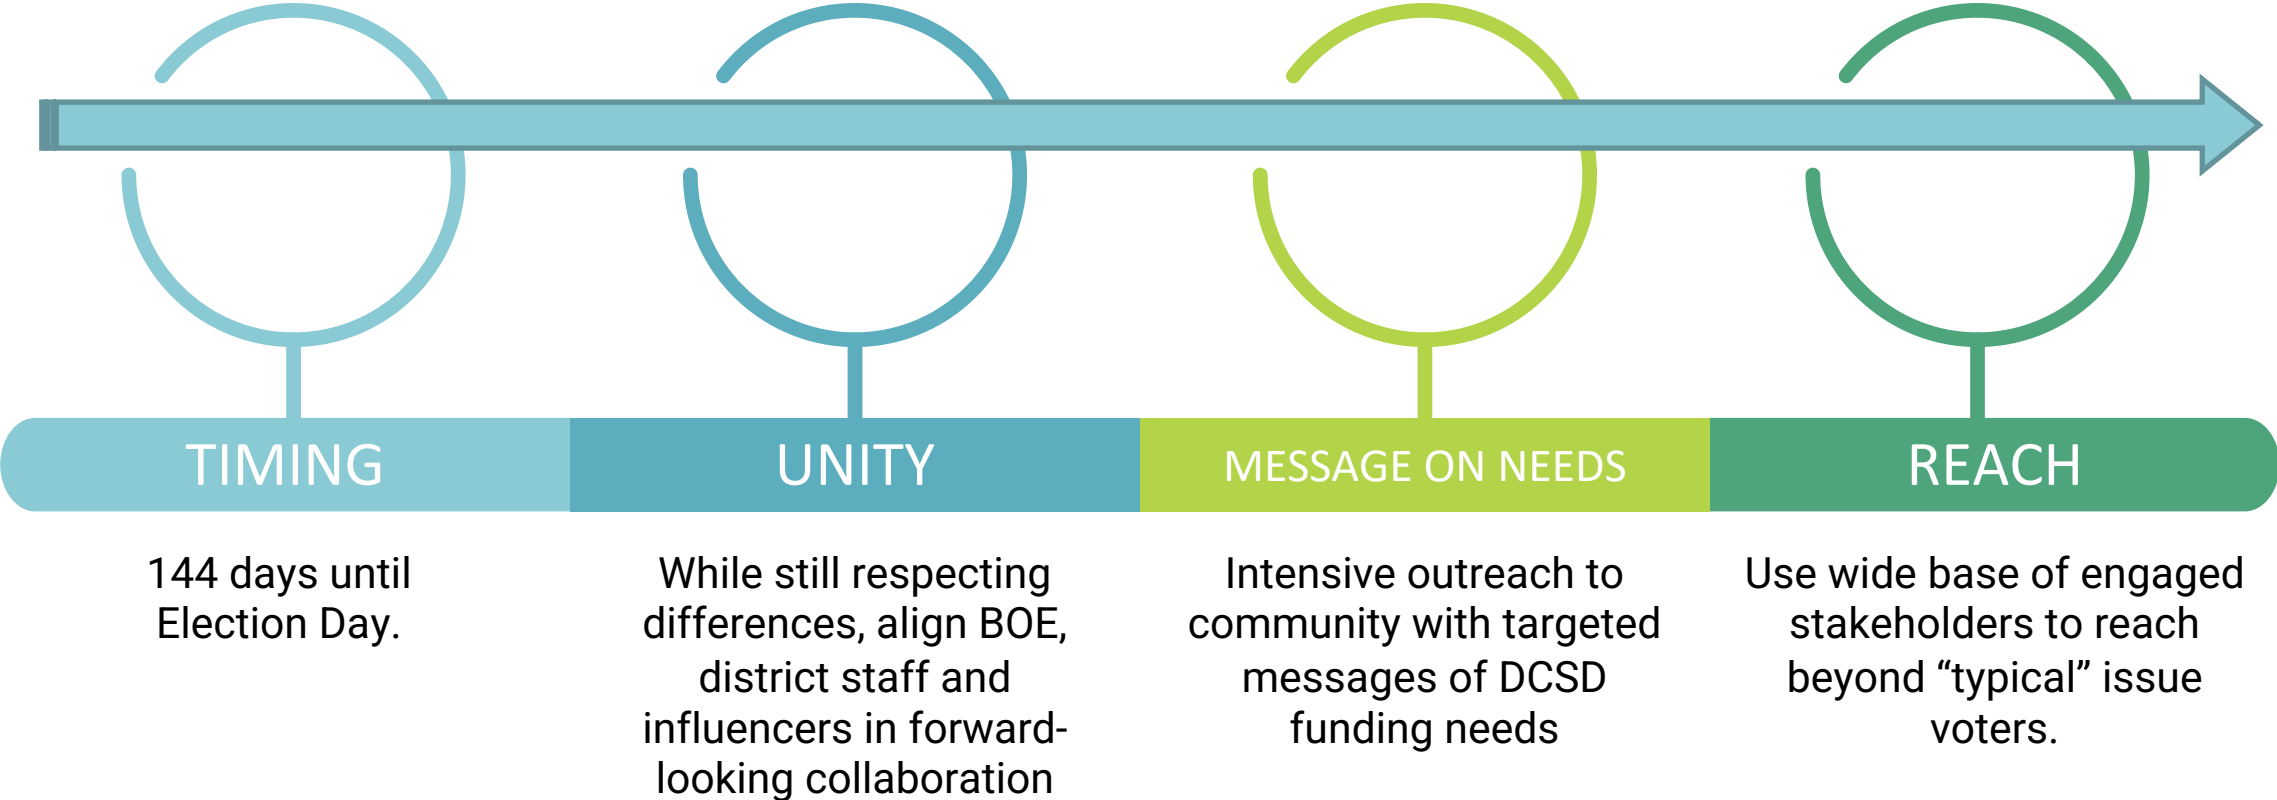 TIMING
144 days until
Election Day.
UNITY
While still respecting
differences, align BOE,
district staff and
influencers in forward-
looking collaboration
MESSAGE ON NEEDS
Intensive outreach to
community with targeted
messages of DCSD
funding needs
REACH
Use wide base of engaged
stakeholders to reach
beyond “typical” issue
voters.